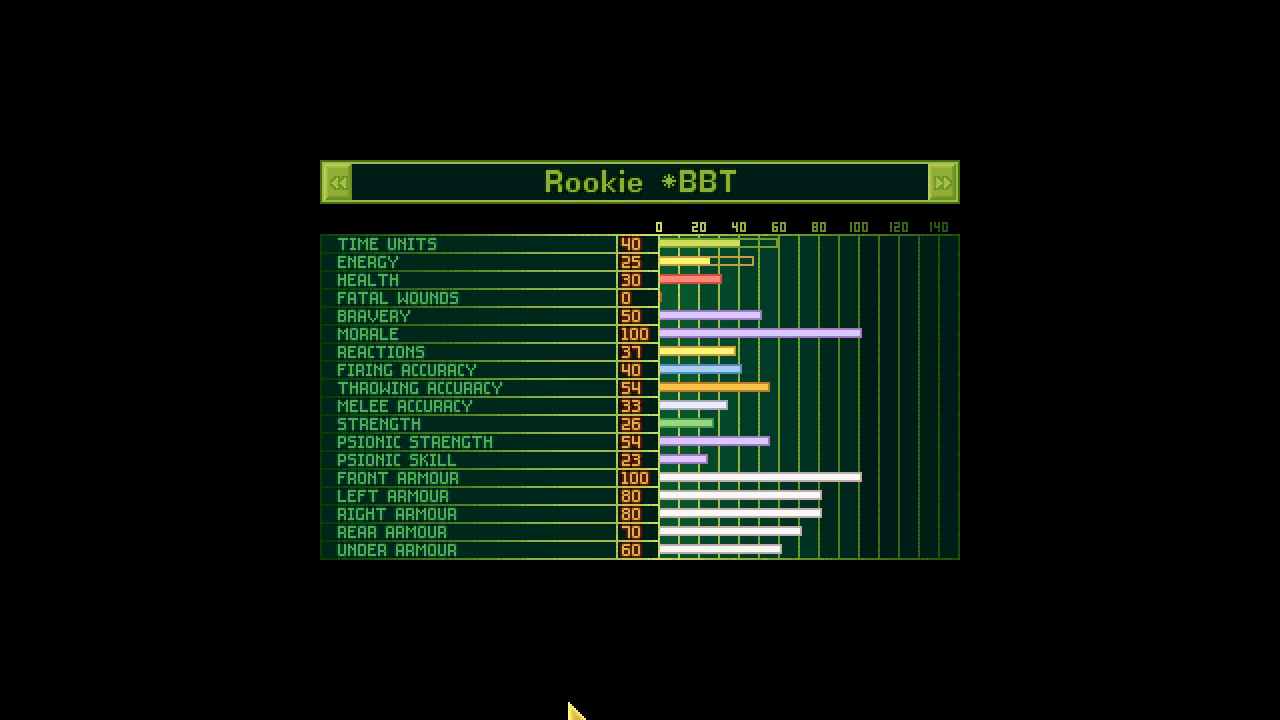 Rookie *BBT
0 20 40 60 80 100 120 140
TIME UNITS 40
ENERGY 25
HEALTH 30
FATAL WOUNDS 0
BRAVERY 50
MORALE 100
REACTIONS 37
FIRING ACCURACY 40
THROWING ACCURACY 54
MELEE ACCURACY 33
STRENGTH 26
PSIONIC STRENGTH 54
PSIONIC SKILL 23
FRONT ARMOUR 100
LEFT ARMOUR 80
RIGHT ARMOUR 80
REAR ARMOUR 70
UNDER ARMOUR 60